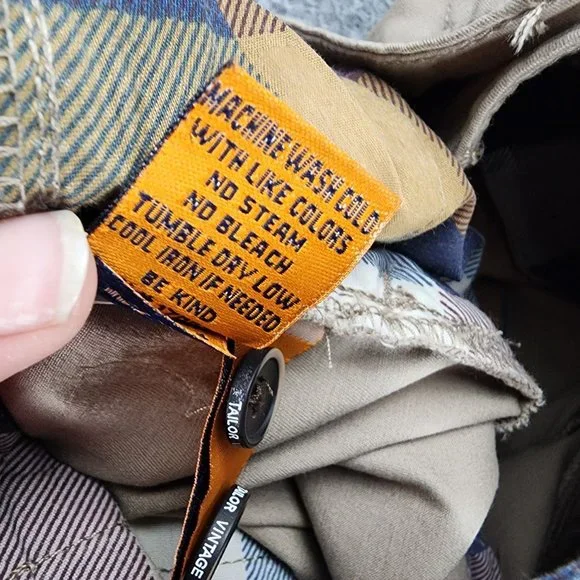 MACHINE WASH COLD
WITH LIKE COLORS
NO STEAM
NO BLEACH
TUMBLE DRY LOW
COOL IRON IF NEEDED
BE KIND
TAILOR
VINTAGE